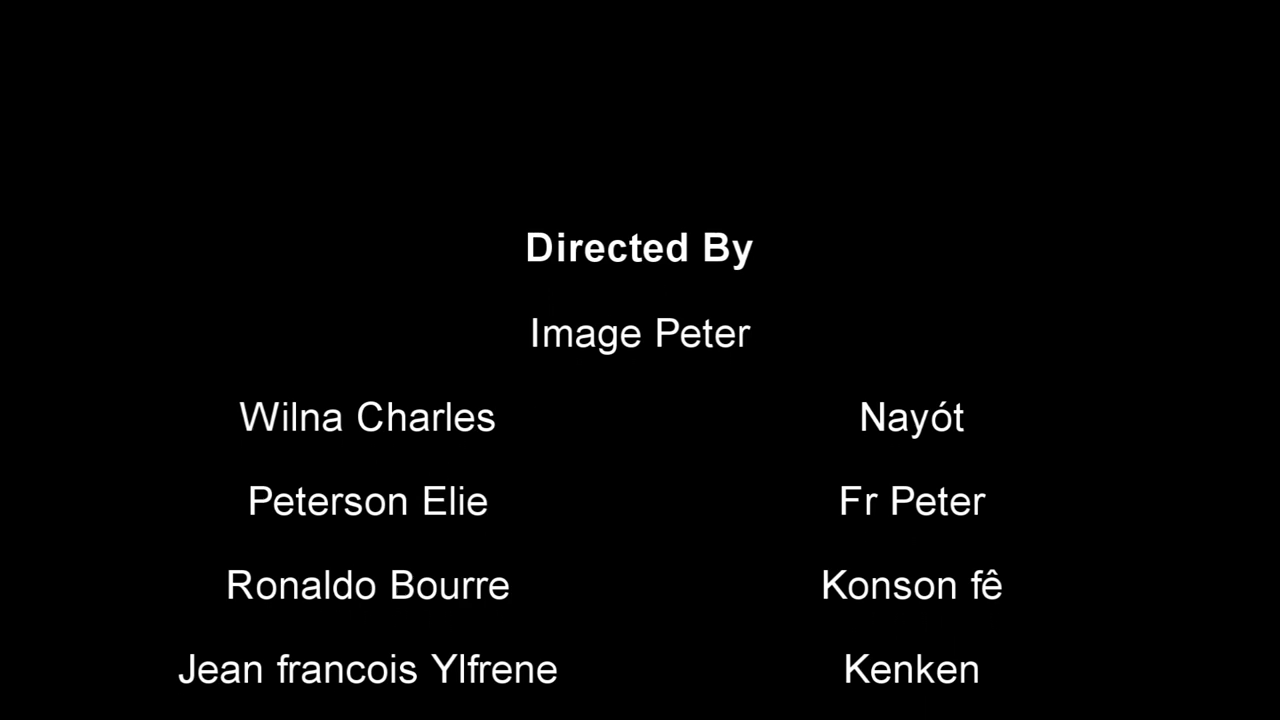 Directed By
Image Peter
Wilna Charles Nayót
Peterson Elie Fr Peter
Ronaldo Bourre Konson fê
Jean francois Ylfrene Kenken